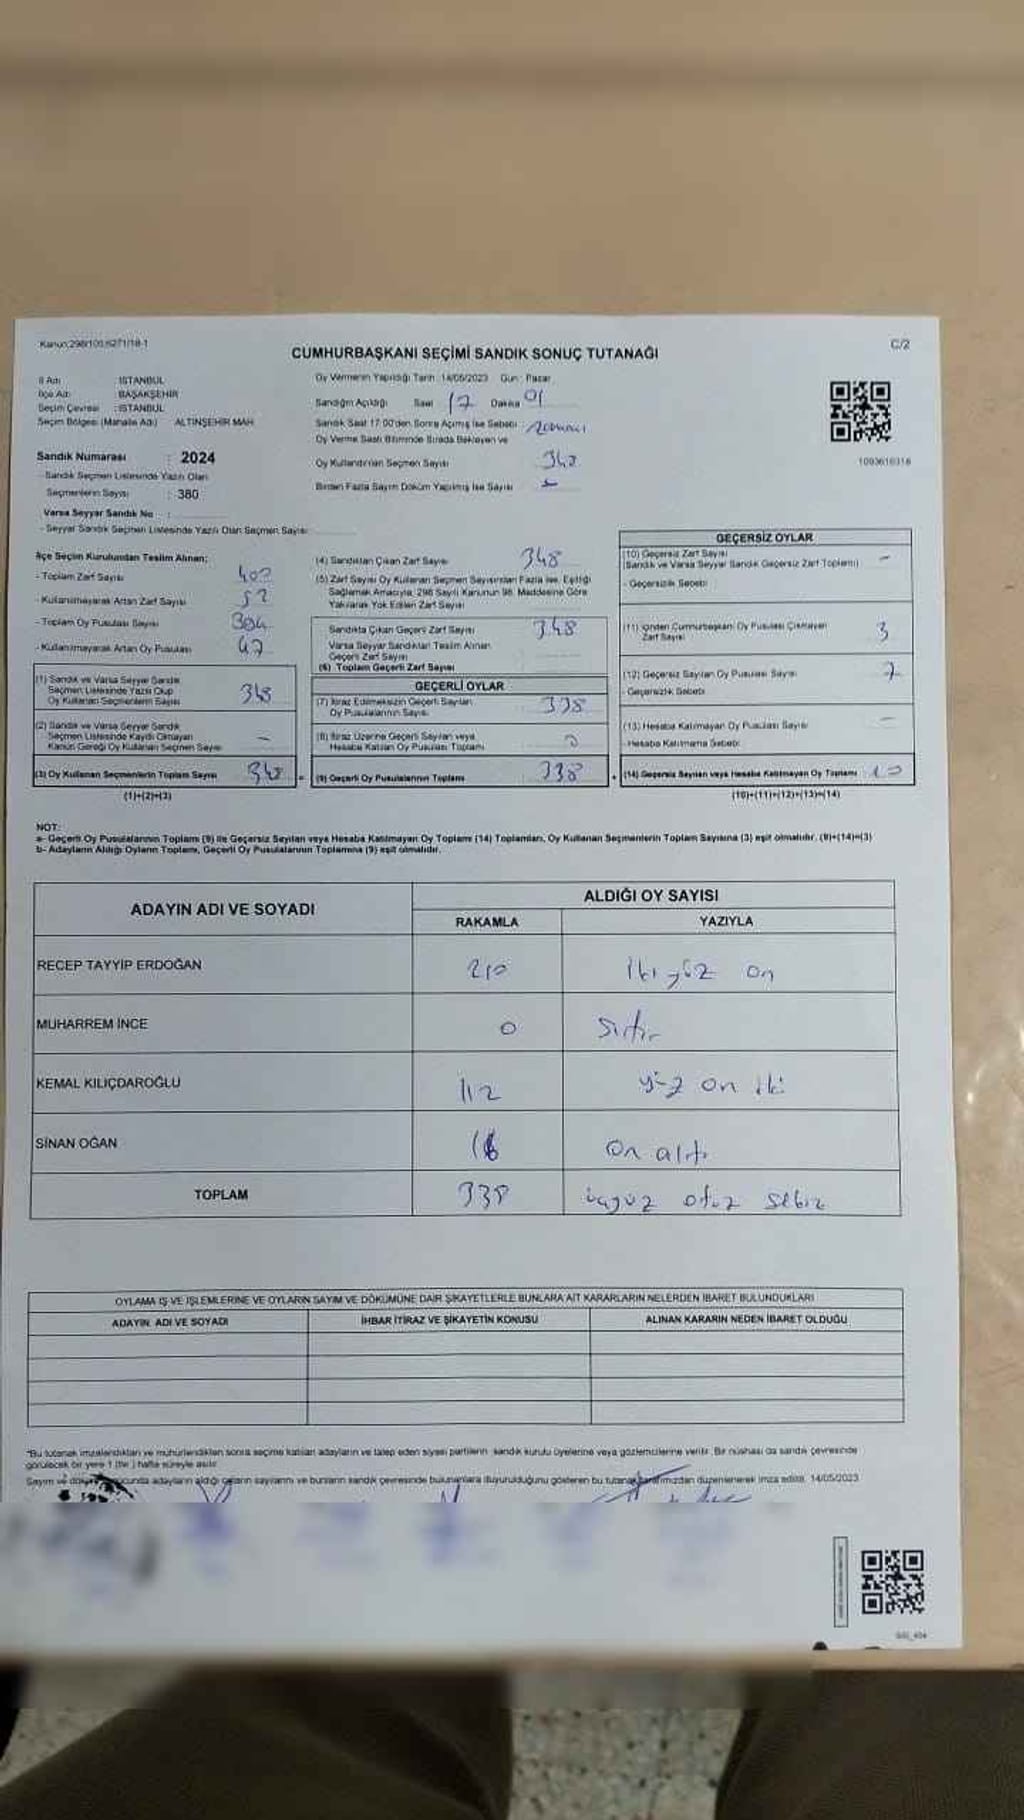 Kanun:298/105;6271/18-1
C/2
CUMHURBAŞKANI SEÇİMİ SANDIK SONUÇ TUTANAĞI
İl Adı : İSTANBUL
İlçe Adı : BAŞAKŞEHİR
Seçim Çevresi : İSTANBUL
Seçim Bölgesi (Mahalle Adı) ALTINŞEHİR MAH.
Sandık Numarası : 2024
- Sandık Seçmen Listesinde Yazılı Olan
Seçmenlerin Sayısı : 380
Varsa Seyyar Sandık No :
- Seyyar Sandık Seçmen Listesinde Yazılı Olan Seçmen Sayısı
Oy Vermenin Yapıldığı Tarih : 14/05/2023 Gün : Pazar
Sandığın Açıldığı Saat 17 Dakika 01
Sandık Saat 17.00'den Sonra Açılmış İse Sebebi
Oy Verme Saati Bitiminde Sırada Bekleyen ve
Oy Kullandırılan Seçmen Sayısı
Birden Fazla Sayım Döküm Yapılmış İse Sayısı
1093610316
İlçe Seçim Kurulundan Teslim Alınan;
- Toplam Zarf Sayısı
- Kullanılmayarak Artan Zarf Sayısı
- Toplam Oy Pusulası Sayısı
- Kullanılmayarak Artan Oy Pusulası
(1) Sandık ve Varsa Seyyar Sandık
Seçmen Listesinde Yazılı Olup
Oy Kullanan Seçmenlerin Sayısı 348
(2) Sandık ve Varsa Seyyar Sandık
Seçmen Listesinde Kaydı Olmayan
Kanun Gereği Oy Kullanan Seçmen Sayısı -
(3) Oy Kullanan Seçmenlerin Toplam Sayısı 348
(1)+(2)=(3)
(4) Sandıktan Çıkan Zarf Sayısı 348
(5) Zarf Sayısı Oy Kullanan Seçmen Sayısından Fazla İse, Eşitliği
Sağlamak Amacıyla, 298 Sayılı Kanunun 98. Maddesine Göre
Yakılarak Yok Edilen Zarf Sayısı
Sandıkta Çıkan Geçerli Zarf Sayısı 348
Varsa Seyyar Sandıktan Teslim Alınan
Geçerli Zarf Sayısı
(6) Toplam Geçerli Zarf Sayısı
GEÇERLİ OYLAR
(7) İtiraz Edilmeksizin Geçerli Sayılan
Oy Pusulalarının Sayısı 338
(8) İtiraz Üzerine Geçerli Sayılan veya
Hesaba Katılan Oy Pusulası Toplamı 0
(9) Geçerli Oy Pusulalarının Toplamı 338
GEÇERSİZ OYLAR
(10) Geçersiz Zarf Sayısı
(Sandık ve Varsa Seyyar Sandık Geçersiz Zarf Toplamı) -
- Geçersizlik Sebebi :
(11) İçinden Cumhurbaşkanı Oy Pusulası Çıkmayan
Zarf Sayısı 3
(12) Geçersiz Sayılan Oy Pusulası Sayısı 7
- Geçersizlik Sebebi :
(13) Hesaba Katılmayan Oy Pusulası Sayısı -
- Hesaba Katılmama Sebebi :
(14) Geçersiz Sayılan veya Hesaba Katılmayan Oy Toplamı 10
(10)+(11)+(12)+(13)=(14)
NOT:
a- Geçerli Oy Pusulalarının Toplamı (9) ile Geçersiz Sayılan veya Hesaba Katılmayan Oy Toplamı (14) Toplamları, Oy Kullanan Seçmenlerin Toplam Sayısına (3) eşit olmalıdır. (9)+(14)=(3)
b- Adayların Aldığı Oyların Toplamı, Geçerli Oy Pusulalarının Toplamına (9) eşit olmalıdır.
ADAYIN ADI VE SOYADI
ALDIĞI OY SAYISI
RAKAMLA YAZIYLA
RECEP TAYYİP ERDOĞAN 210 İki yüz on
MUHARREM İNCE 0 Sıfır
KEMAL KILIÇDAROĞLU 112 yüz on iki
SİNAN OĞAN 16 On altı
TOPLAM 338 üçyüz otuz sekiz
OYLAMA İŞ VE İŞLEMLERİNE VE OYLARIN SAYIM VE DÖKÜMÜNE DAİR ŞİKAYETLERLE BUNLARA AİT KARARLARIN NELERDEN İBARET BULUNDUKLARI
ADAYIN ADI VE SOYADI İHBAR İTİRAZ VE ŞİKAYETİN KONUSU ALINAN KARARIN NEDEN İBARET OLDUĞU
*Bu tutanak imzalandıktan ve mühürlendikten sonra seçime katılan adayların ve talep eden siyasi partilerin sandık kurulu üyelerine veya gözlemcilerine verilir. Bir nüshası da sandık çevresinde
görülecek bir yere 1 (bir) hafta süreyle asılır.
Sayım ve adayların aldığı oyların sayılarını ve bunların sandık çevresinde bulunanlara duyurulduğunu gösteren bu tutanak tarafımızdan düzenlenerek imza edildi. 14/05/2023